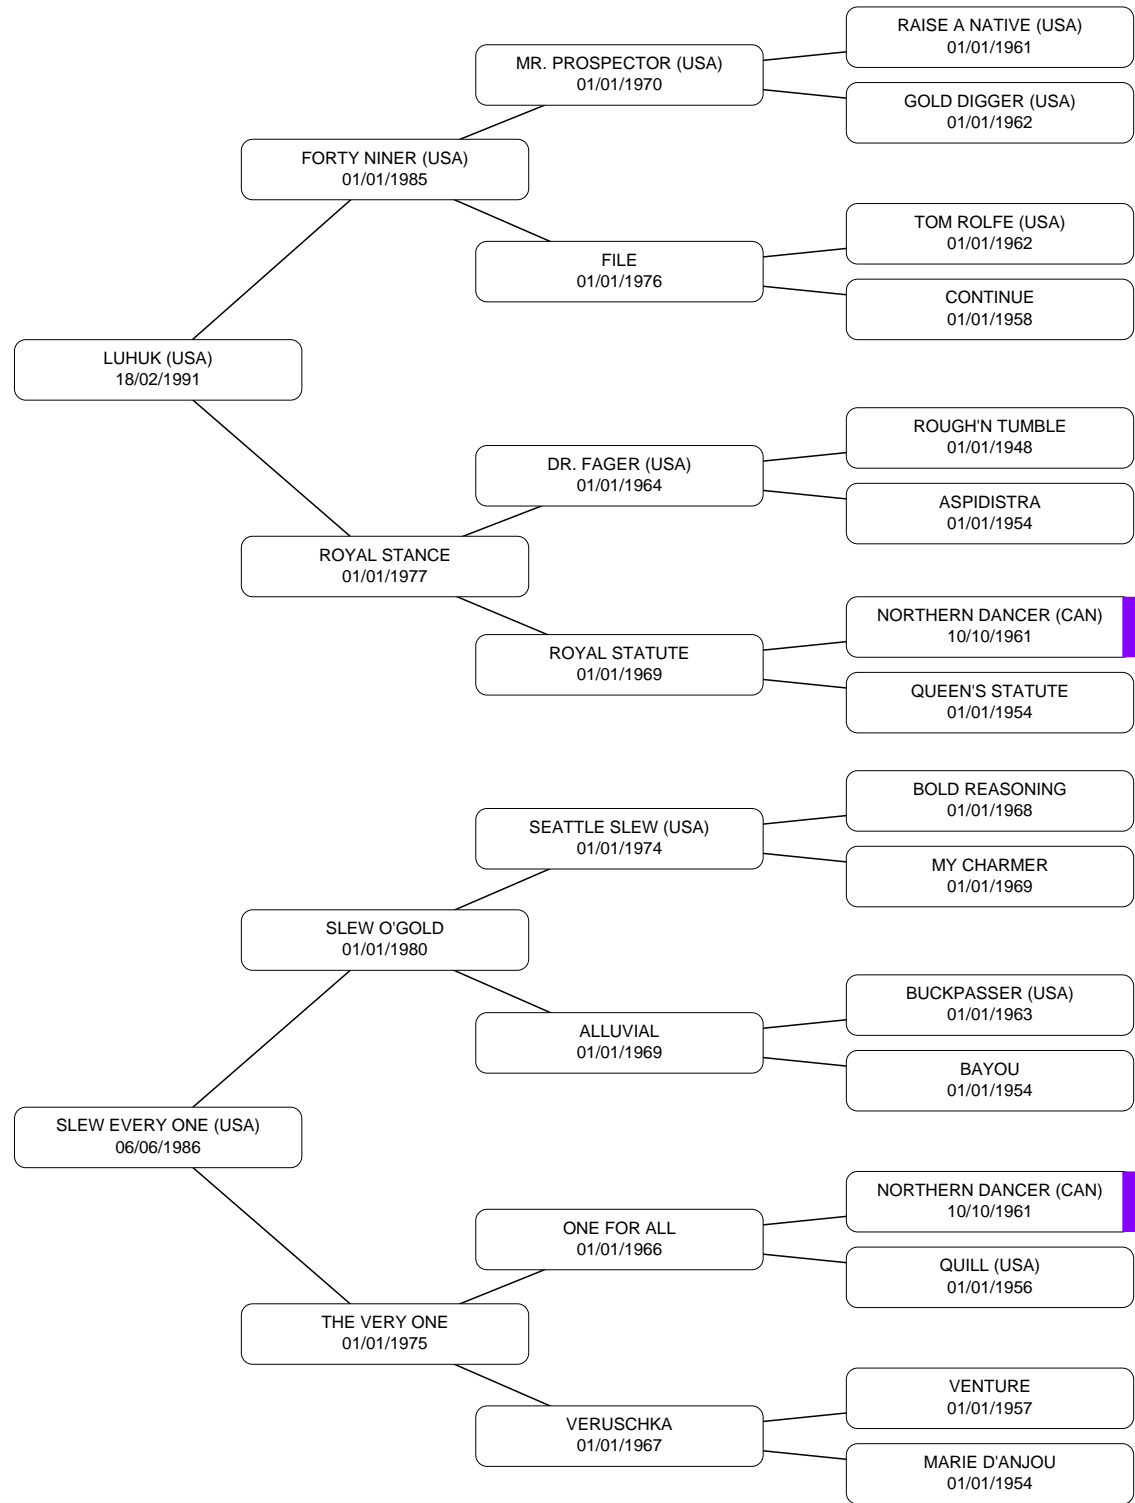 RAISE A NATIVE (USA)
01/01/1961
MR. PROSPECTOR (USA)
01/01/1970
GOLD DIGGER (USA)
01/01/1962
FORTY NINER (USA)
01/01/1985
TOM ROLFE (USA)
01/01/1962
FILE
01/01/1976
CONTINUE
01/01/1958
LUHUK (USA)
18/02/1991
ROUGH'N TUMBLE
01/01/1948
DR. FAGER (USA)
01/01/1964
ASPIDISTRA
01/01/1954
ROYAL STANCE
01/01/1977
NORTHERN DANCER (CAN)
10/10/1961
ROYAL STATUTE
01/01/1969
QUEEN'S STATUTE
01/01/1954
BOLD REASONING
01/01/1968
SEATTLE SLEW (USA)
01/01/1974
MY CHARMER
01/01/1969
SLEW O'GOLD
01/01/1980
BUCKPASSER (USA)
01/01/1963
ALLUVIAL
01/01/1969
BAYOU
01/01/1954
SLEW EVERY ONE (USA)
06/06/1986
NORTHERN DANCER (CAN)
10/10/1961
ONE FOR ALL
01/01/1966
QUILL (USA)
01/01/1956
THE VERY ONE
01/01/1975
VENTURE
01/01/1957
VERUSCHKA
01/01/1967
MARIE D'ANJOU
01/01/1954